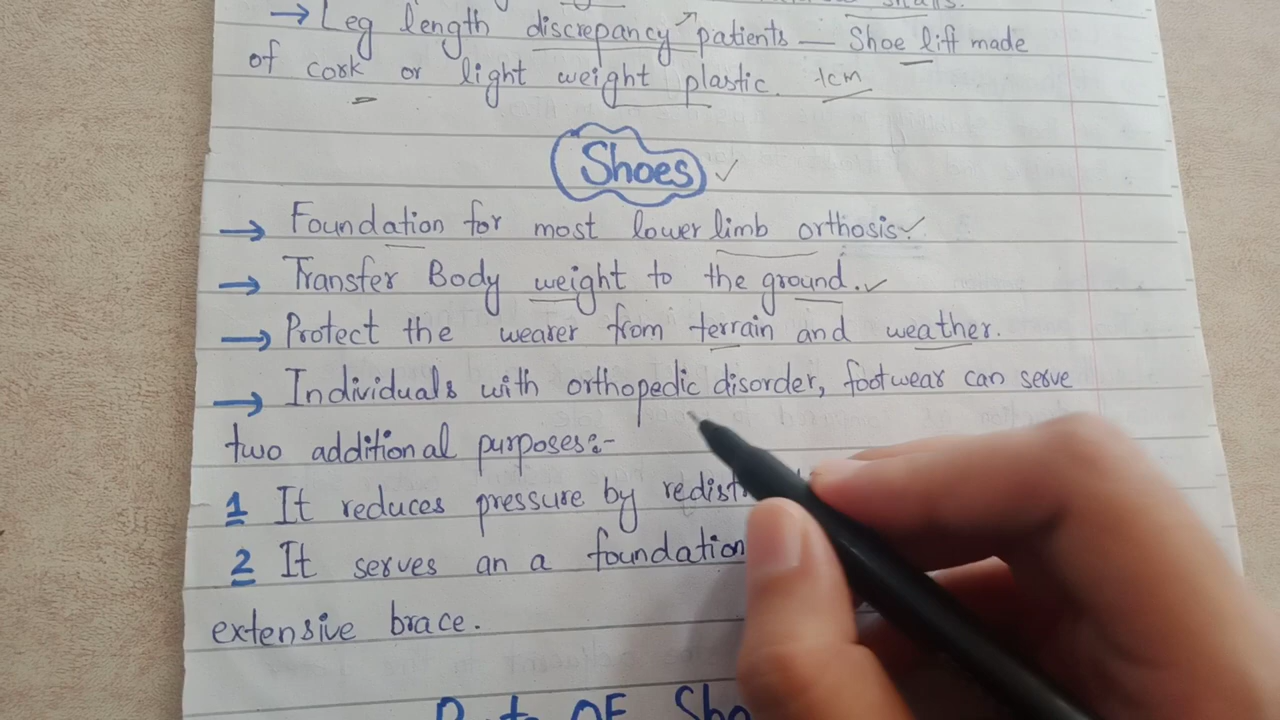 → Leg length discrepancy patients — Shoe lift made
of cork or light weight plastic. 1cm
Shoes ✓
→ Foundation for most lower limb orthosis ✓
→ Transfer Body weight to the ground. ✓
→ Protect the wearer from terrain and weather.
→ Individuals with orthopedic disorder, footwear can serve
two additional purposes:-
1 It reduces pressure by
2 It serves an a foundation
extensive brace.
OF